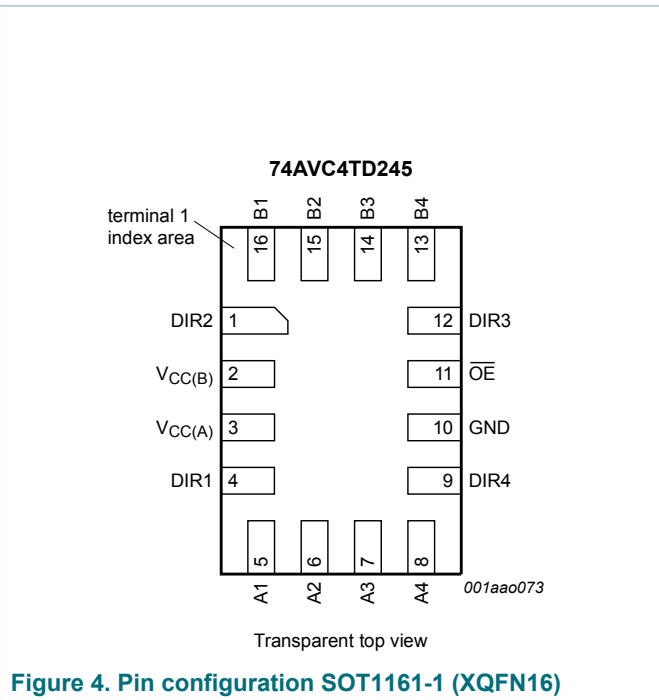 74AVC4TD245
terminal 1
index area
B1 B2 B3 B4
16 15 14 13
DIR2 1 12 DIR3
VCC(B) 2 11 OE
VCC(A) 3 10 GND
DIR1 4 9 DIR4
5 6 7 8
A1 A2 A3 A4
001aao073
Transparent top view
Figure 4. Pin configuration SOT1161-1 (XQFN16)